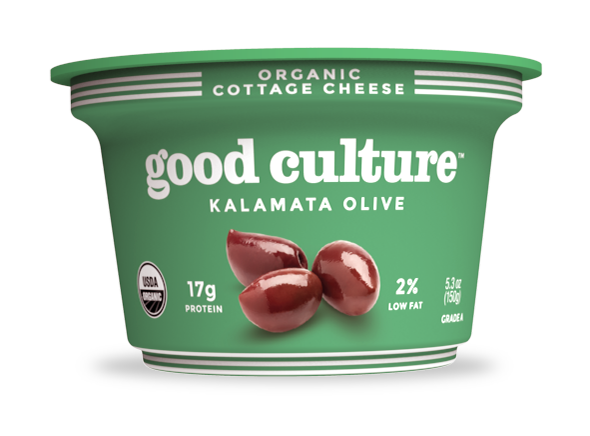 ORGANIC
COTTAGE CHEESE
good culture™
KALAMATA OLIVE
USDA
ORGANIC
17g
PROTEIN
2%
LOW FAT
5.3 oz
(150g)
GRADE A